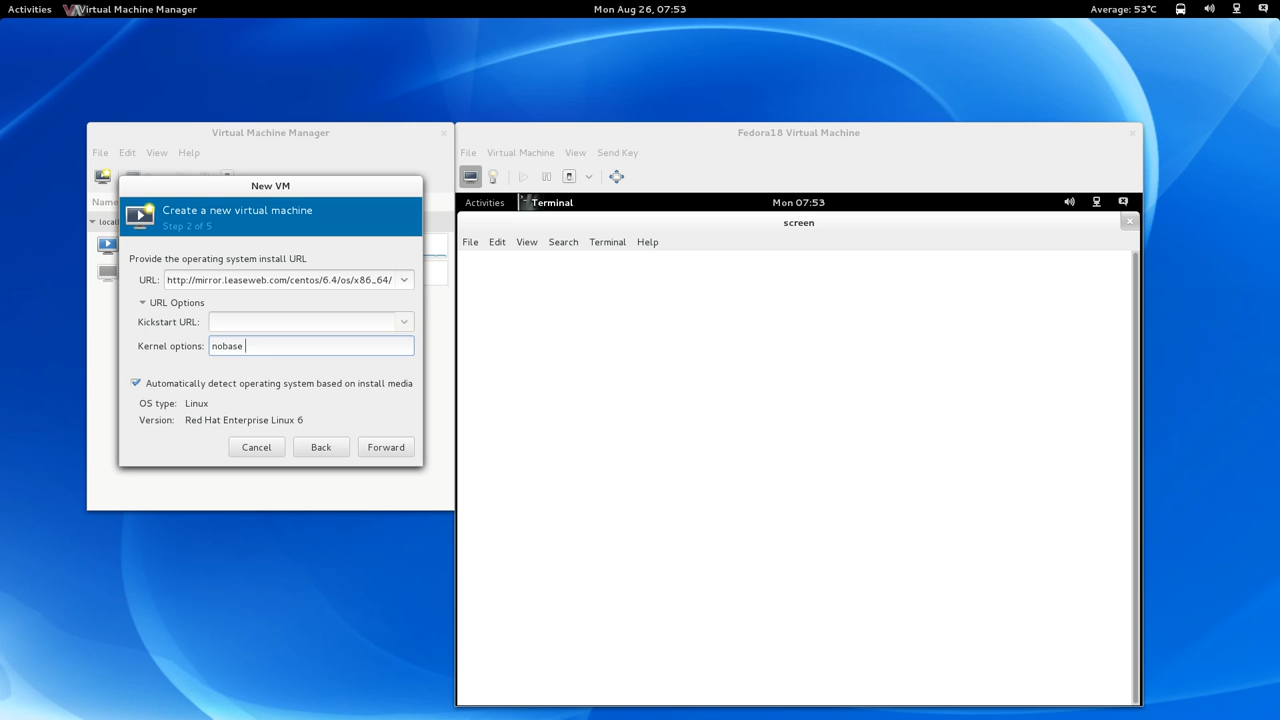 Activities Virtual Machine Manager Mon Aug 26, 07:53 Average: 53°C
Virtual Machine Manager
File Edit View Help
Name
local
New VM
Create a new virtual machine
Step 2 of 5
Provide the operating system install URL
URL: http://mirror.leaseweb.com/centos/6.4/os/x86_64/
URL Options
Kickstart URL:
Kernel options: nobase
Automatically detect operating system based on install media
OS type: Linux
Version: Red Hat Enterprise Linux 6
Cancel Back Forward
Fedora18 Virtual Machine
File Virtual Machine View Send Key
Activities Terminal Mon 07:53
screen
File Edit View Search Terminal Help